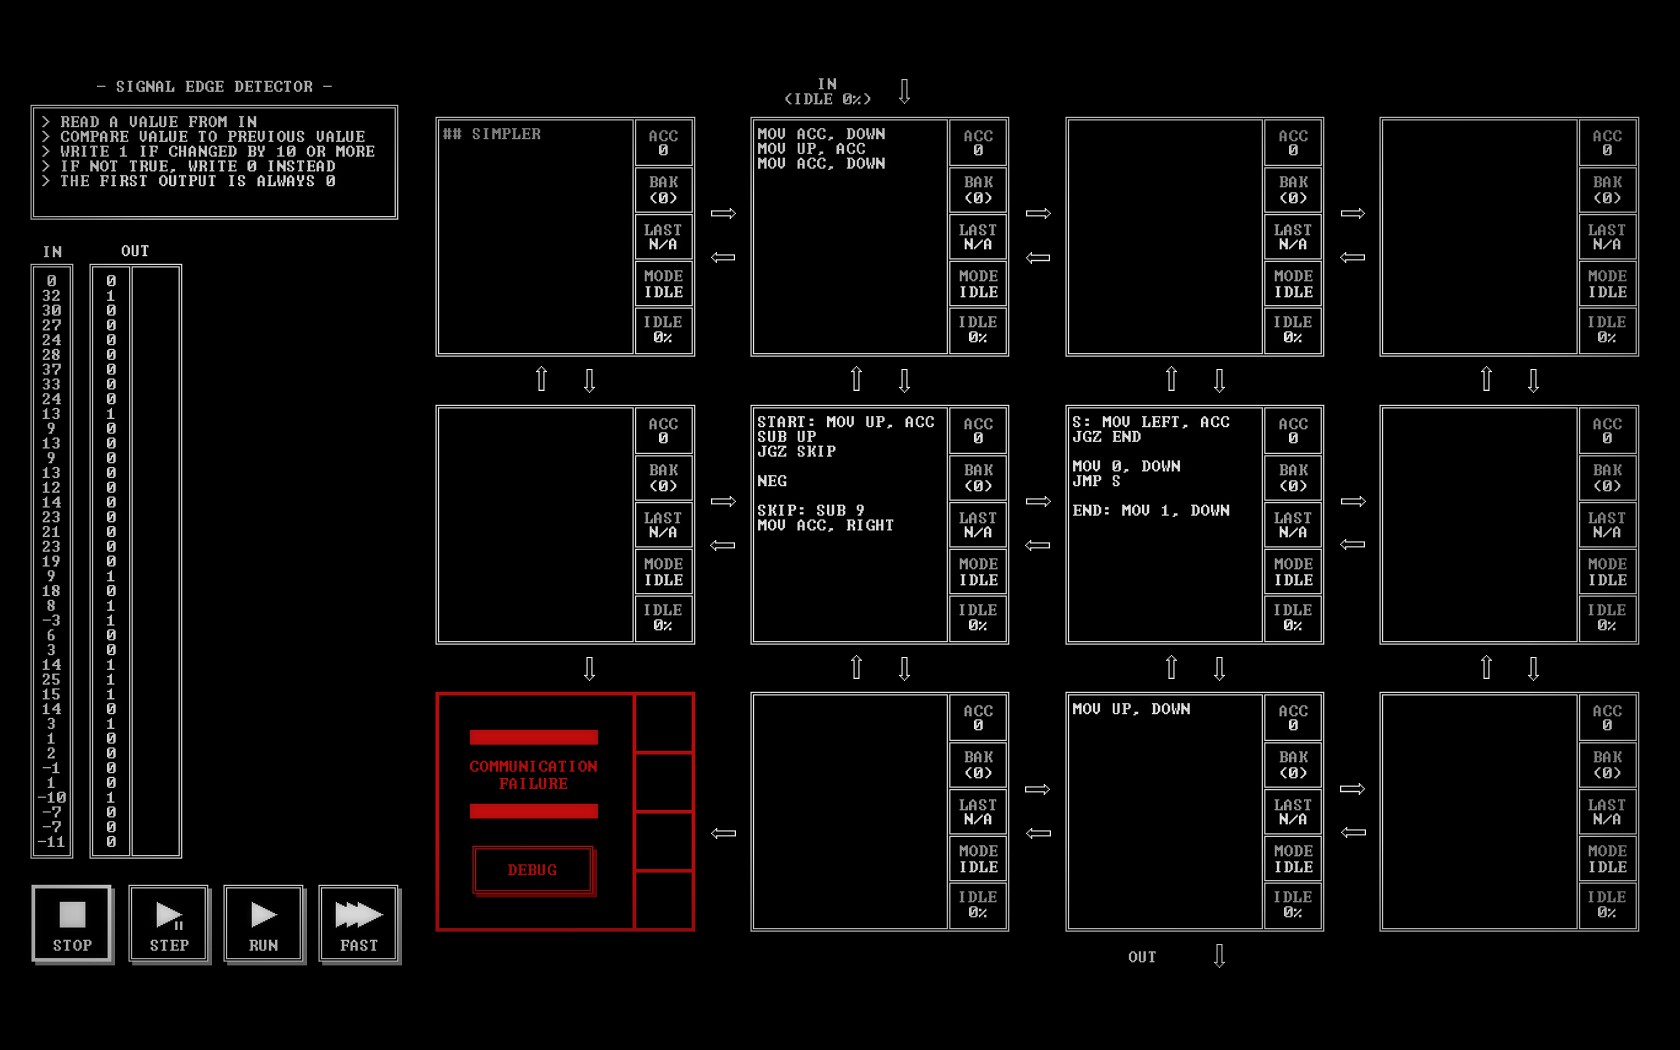 - SIGNAL EDGE DETECTOR -
> READ A VALUE FROM IN
> COMPARE VALUE TO PREVIOUS VALUE
> WRITE 1 IF CHANGED BY 10 OR MORE
> IF NOT TRUE, WRITE 0 INSTEAD
> THE FIRST OUTPUT IS ALWAYS 0
IN OUT
0 0
32 1
30 0
27 0
24 0
28 0
37 0
33 0
24 0
13 1
9 0
13 0
9 0
13 0
12 0
14 0
23 0
21 0
23 0
19 0
9 1
18 0
8 1
-3 1
6 0
3 0
14 1
25 1
15 1
14 0
3 1
1 0
2 0
-1 0
1 0
-10 1
-7 0
-7 0
-11 0
STOP
STEP
RUN
FAST
IN
(IDLE 0%)
## SIMPLER
ACC
0
BAK
(0)
LAST
N/A
MODE
IDLE
IDLE
0%
MOV ACC, DOWN
MOV UP, ACC
MOV ACC, DOWN
ACC
0
BAK
(0)
LAST
N/A
MODE
IDLE
IDLE
0%
ACC
0
BAK
(0)
LAST
N/A
MODE
IDLE
IDLE
0%
ACC
0
BAK
(0)
LAST
N/A
MODE
IDLE
IDLE
0%
ACC
0
BAK
(0)
LAST
N/A
MODE
IDLE
IDLE
0%
START: MOV UP, ACC
SUB UP
JGZ SKIP
NEG
SKIP: SUB 9
MOV ACC, RIGHT
ACC
0
BAK
(0)
LAST
N/A
MODE
IDLE
IDLE
0%
S: MOV LEFT, ACC
JGZ END
MOV 0, DOWN
JMP S
END: MOV 1, DOWN
ACC
0
BAK
(0)
LAST
N/A
MODE
IDLE
IDLE
0%
ACC
0
BAK
(0)
LAST
N/A
MODE
IDLE
IDLE
0%
COMMUNICATION
FAILURE
DEBUG
ACC
0
BAK
(0)
LAST
N/A
MODE
IDLE
IDLE
0%
MOV UP, DOWN
ACC
0
BAK
(0)
LAST
N/A
MODE
IDLE
IDLE
0%
ACC
0
BAK
(0)
LAST
N/A
MODE
IDLE
IDLE
0%
OUT